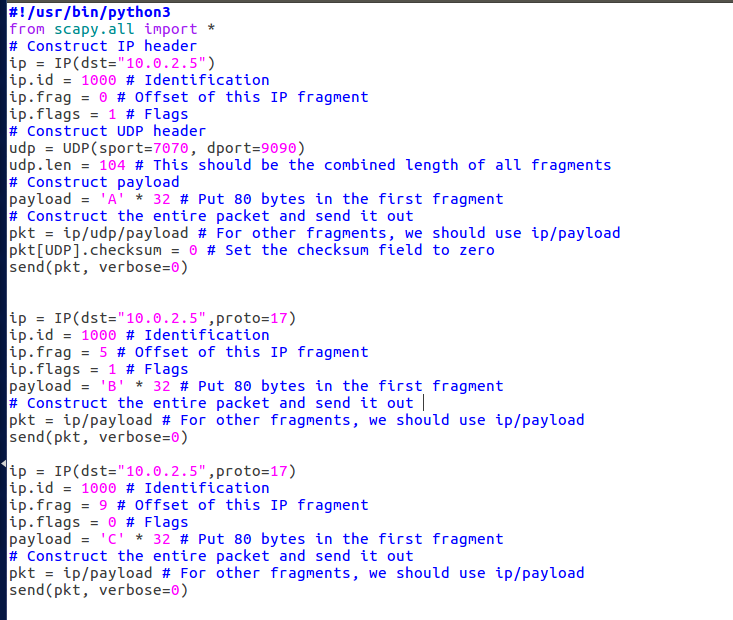 #!/usr/bin/python3
from scapy.all import *
# Construct IP header
ip = IP(dst="10.0.2.5")
ip.id = 1000 # Identification
ip.frag = 0 # Offset of this IP fragment
ip.flags = 1 # Flags
# Construct UDP header
udp = UDP(sport=7070, dport=9090)
udp.len = 104 # This should be the combined length of all fragments
# Construct payload
payload = 'A' * 32 # Put 80 bytes in the first fragment
# Construct the entire packet and send it out
pkt = ip/udp/payload # For other fragments, we should use ip/payload
pkt[UDP].checksum = 0 # Set the checksum field to zero
send(pkt, verbose=0)
ip = IP(dst="10.0.2.5",proto=17)
ip.id = 1000 # Identification
ip.frag = 5 # Offset of this IP fragment
ip.flags = 1 # Flags
payload = 'B' * 32 # Put 80 bytes in the first fragment
# Construct the entire packet and send it out
pkt = ip/payload # For other fragments, we should use ip/payload
send(pkt, verbose=0)
ip = IP(dst="10.0.2.5",proto=17)
ip.id = 1000 # Identification
ip.frag = 9 # Offset of this IP fragment
ip.flags = 0 # Flags
payload = 'C' * 32 # Put 80 bytes in the first fragment
# Construct the entire packet and send it out
pkt = ip/payload # For other fragments, we should use ip/payload
send(pkt, verbose=0)